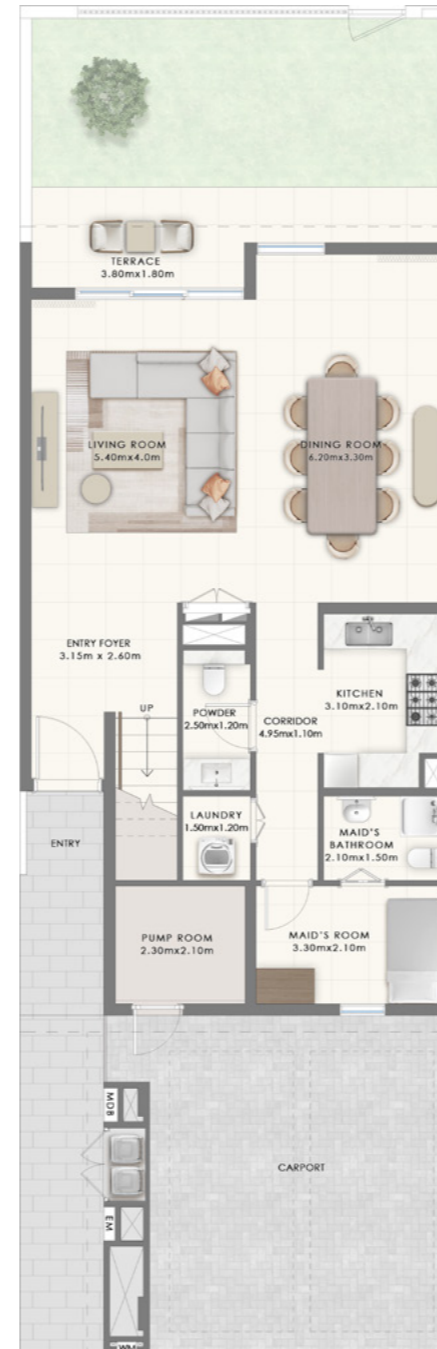 TERRACE
3.80mx1.80m
LIVING ROOM
5.40mx4.0m
DINING ROOM
6.20mx3.30m
ENTRY FOYER
3.15m x 2.60m
UP
POWDER
2.50mx1.20m
CORRIDOR
4.95mx1.10m
KITCHEN
3.10mx2.10m
LAUNDRY
1.50mx1.20m
MAID'S
BATHROOM
2.10mx1.50m
ENTRY
PUMP ROOM
2.30mx2.10m
MAID'S ROOM
3.30mx2.10m
MDB
CARPORT
EM
WM